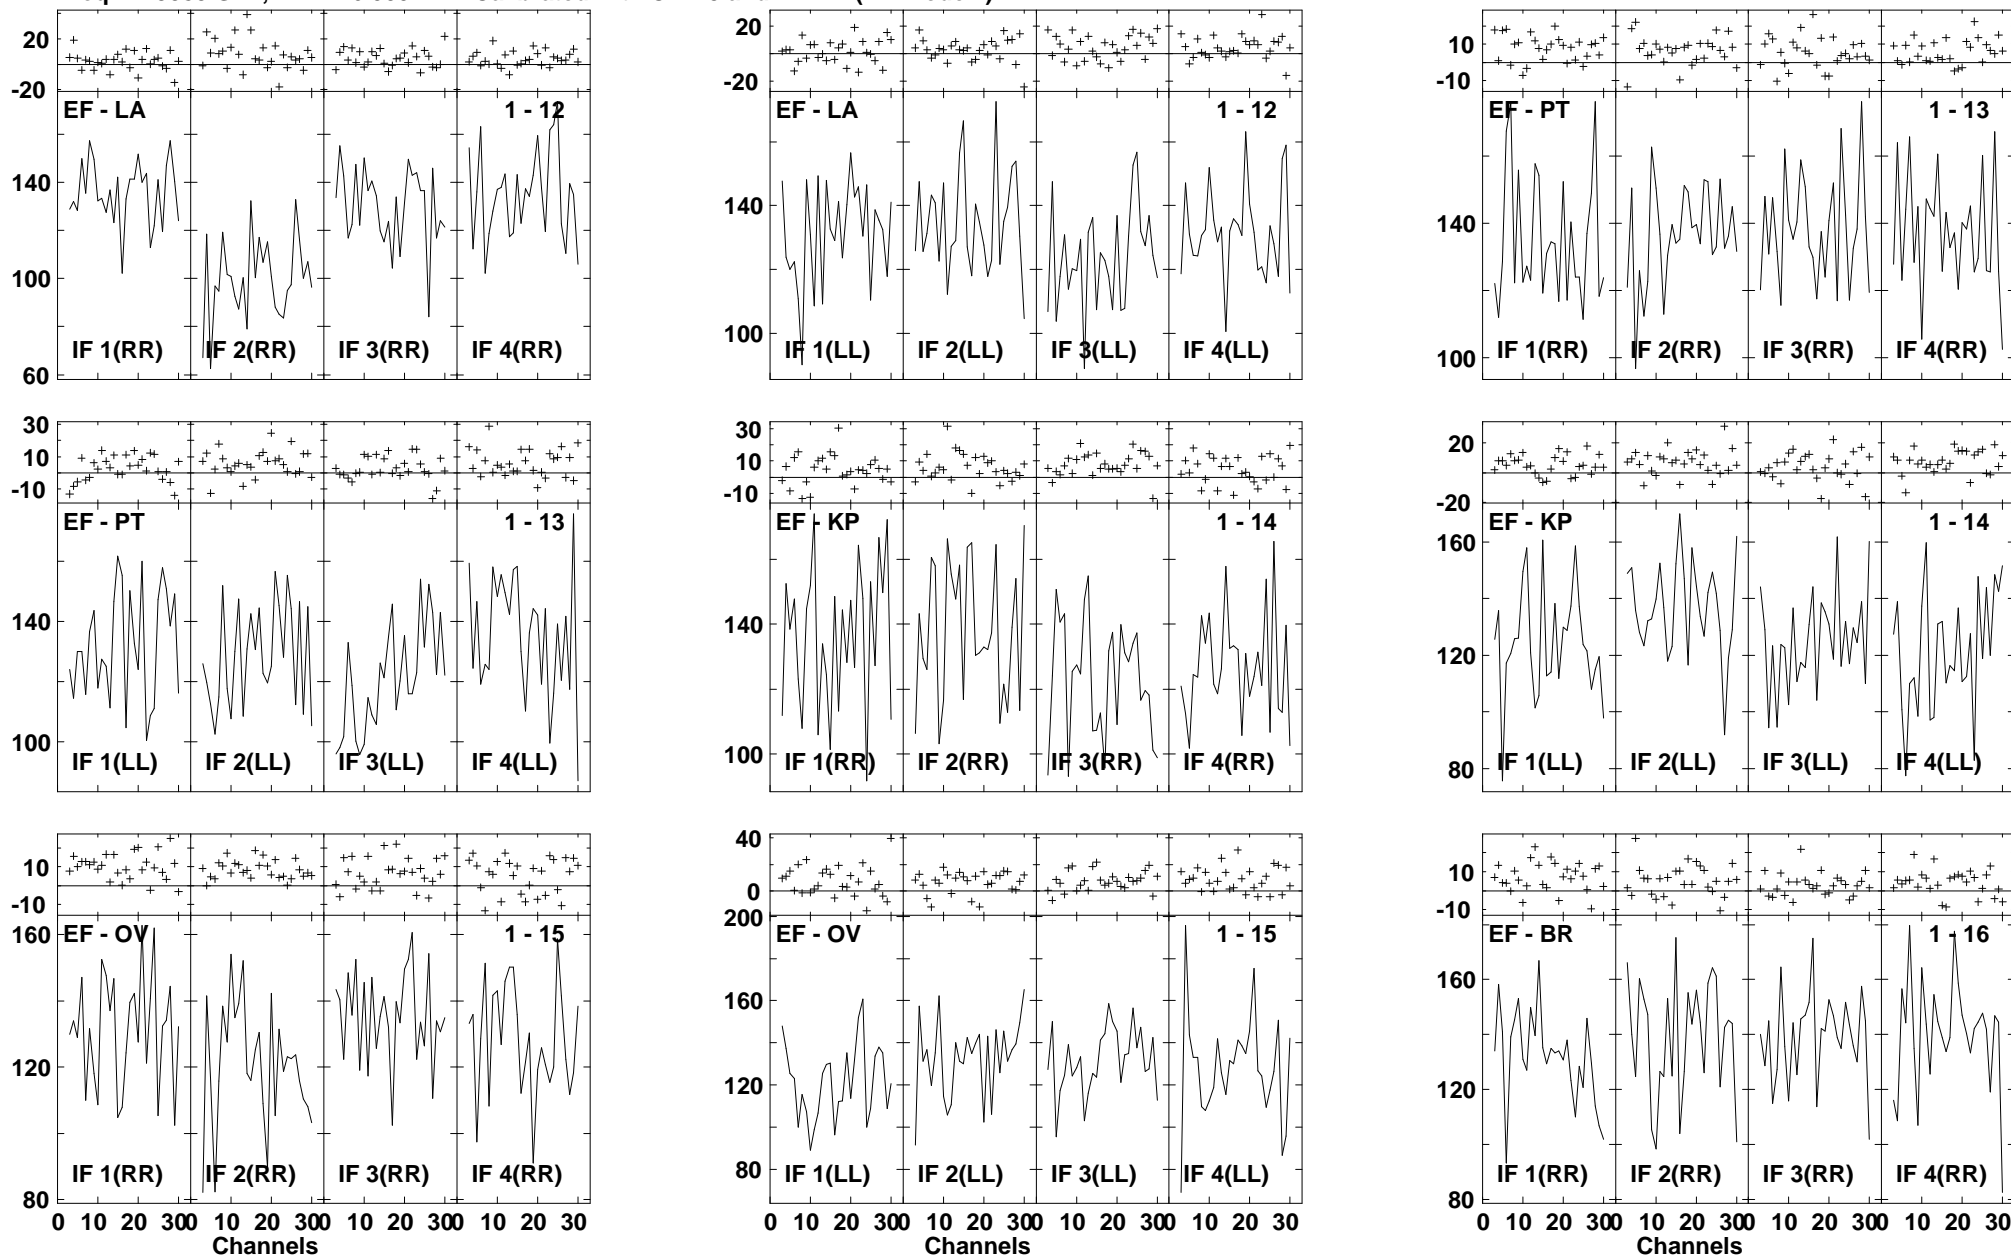 20
-20
EF - LA
1 - 12
140
100
60
IF 1(RR)
IF 2(RR)
IF 3(RR)
IF 4(RR)
20
-20
EF - LA
1 - 12
140
100
IF 1(LL)
IF 2(LL)
IF 3(LL)
IF 4(LL)
10
-10
EF - PT
1 - 13
140
100
IF 1(RR)
IF 2(RR)
IF 3(RR)
IF 4(RR)
30
10
-10
EF - PT
1 - 13
140
100
IF 1(LL)
IF 2(LL)
IF 3(LL)
IF 4(LL)
30
10
-10
EF - KP
1 - 14
140
100
IF 1(RR)
IF 2(RR)
IF 3(RR)
IF 4(RR)
20
0
-20
EF - KP
1 - 14
160
120
80
IF 1(LL)
IF 2(LL)
IF 3(LL)
IF 4(LL)
10
-10
EF - OV
1 - 15
160
120
80
IF 1(RR)
IF 2(RR)
IF 3(RR)
IF 4(RR)
0 10 20 30 0 10 20 30 0 10 20 30 0 10 20 30
Channels
40
0
EF - OV
1 - 15
200
160
120
80
IF 1(LL)
IF 2(LL)
IF 3(LL)
IF 4(LL)
0 10 20 30 0 10 20 30 0 10 20 30 0 10 20 30
Channels
10
-10
EF - BR
1 - 16
160
120
80
IF 1(RR)
IF 2(RR)
IF 3(RR)
IF 4(RR)
0 10 20 30 0 10 20 30 0 10 20 30 0 10 20 30
Channels